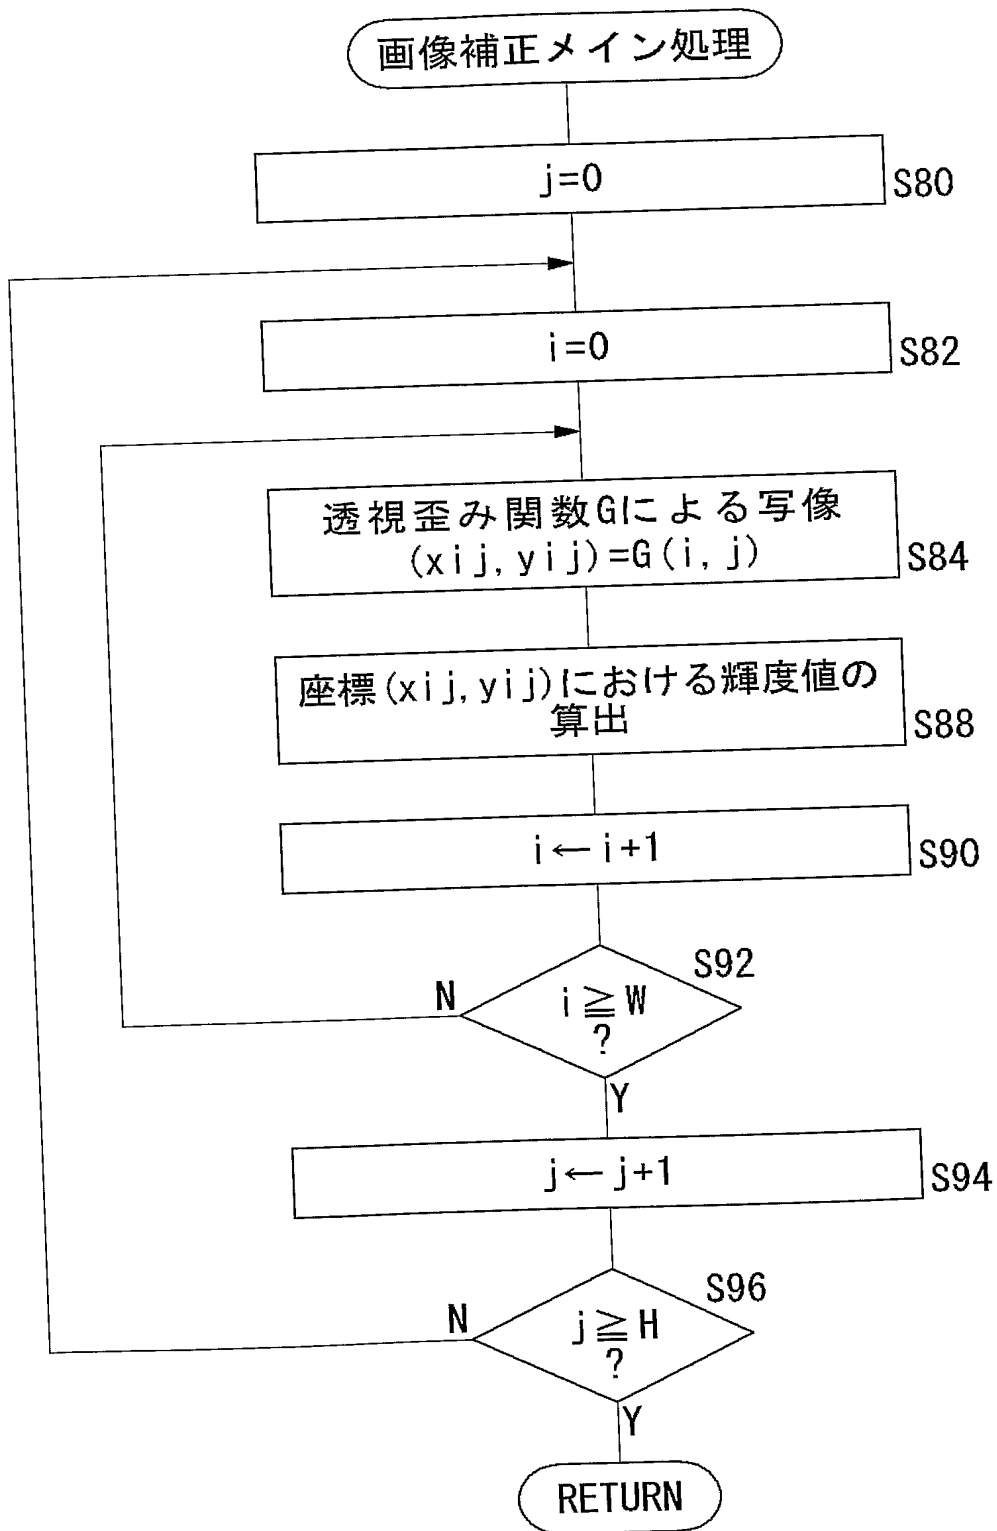 画像補正メイン処理
j=0
S80
i=0
S82
透視歪み関数Gによる写像
(xij, yij)=G(i, j)
S84
座標(xij, yij)における輝度値の
算出
S88
i←i+1
S90
S92
N
i≧W
?
Y
j←j+1
S94
S96
N
j≧H
?
Y
RETURN